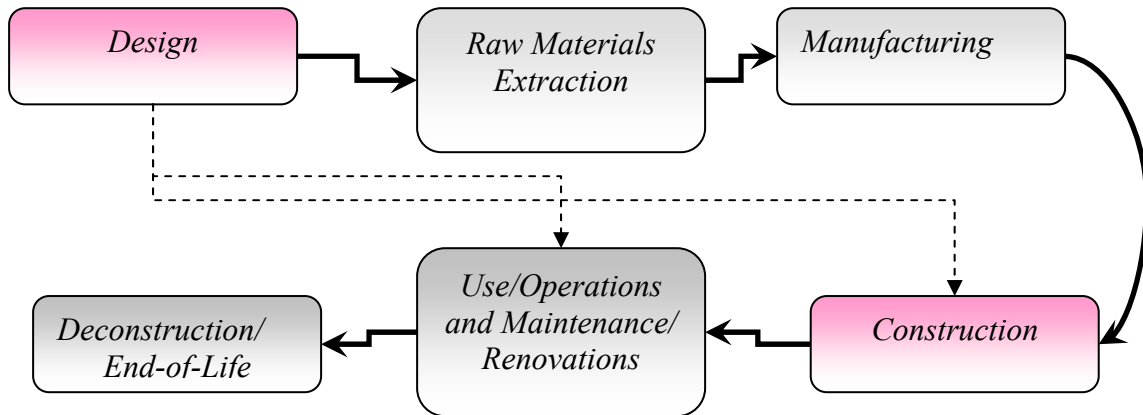 Design
Raw Materials
Extraction
Manufacturing
Use/Operations
and Maintenance/
Renovations
Deconstruction/
End-of-Life
Construction